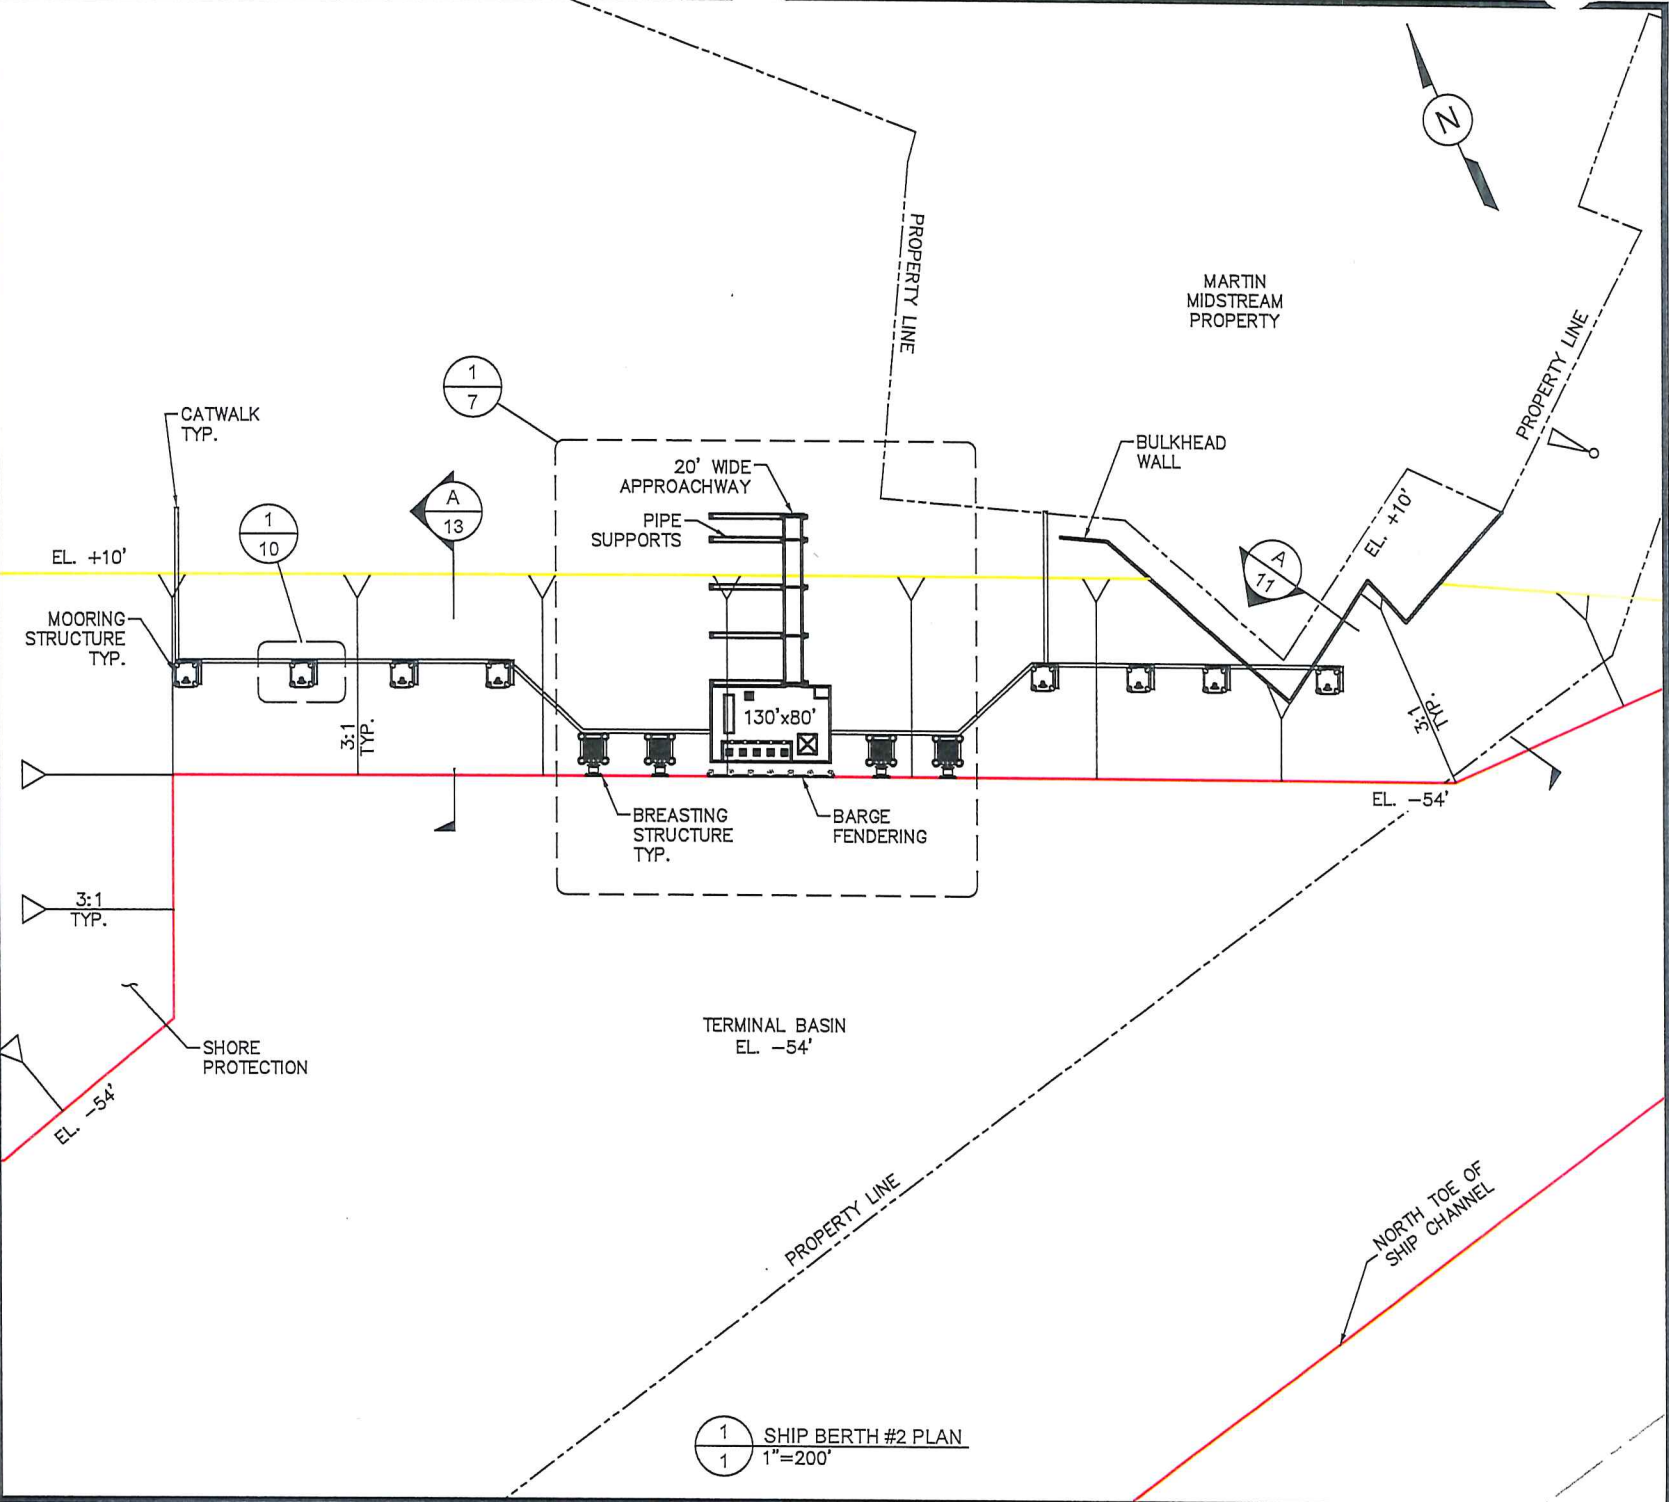 N
PROPERTY LINE
MARTIN
MIDSTREAM
PROPERTY
PROPERTY LINE
1
7
CATWALK
TYP.
20' WIDE
APPROACHWAY
BULKHEAD
WALL
A
13
PIPE
SUPPORTS
1
10
EL. +10'
EL. +10'
A
11
MOORING
STRUCTURE
TYP.
3:1
TYP.
130'x80'
3:1
TYP.
EL. -54'
BREASTING
STRUCTURE
TYP.
BARGE
FENDERING
3:1
TYP.
TERMINAL BASIN
EL. -54'
SHORE
PROTECTION
EL. -54'
PROPERTY LINE
NORTH TOE OF
SHIP CHANNEL
1
1
SHIP BERTH #2 PLAN
1"=200'